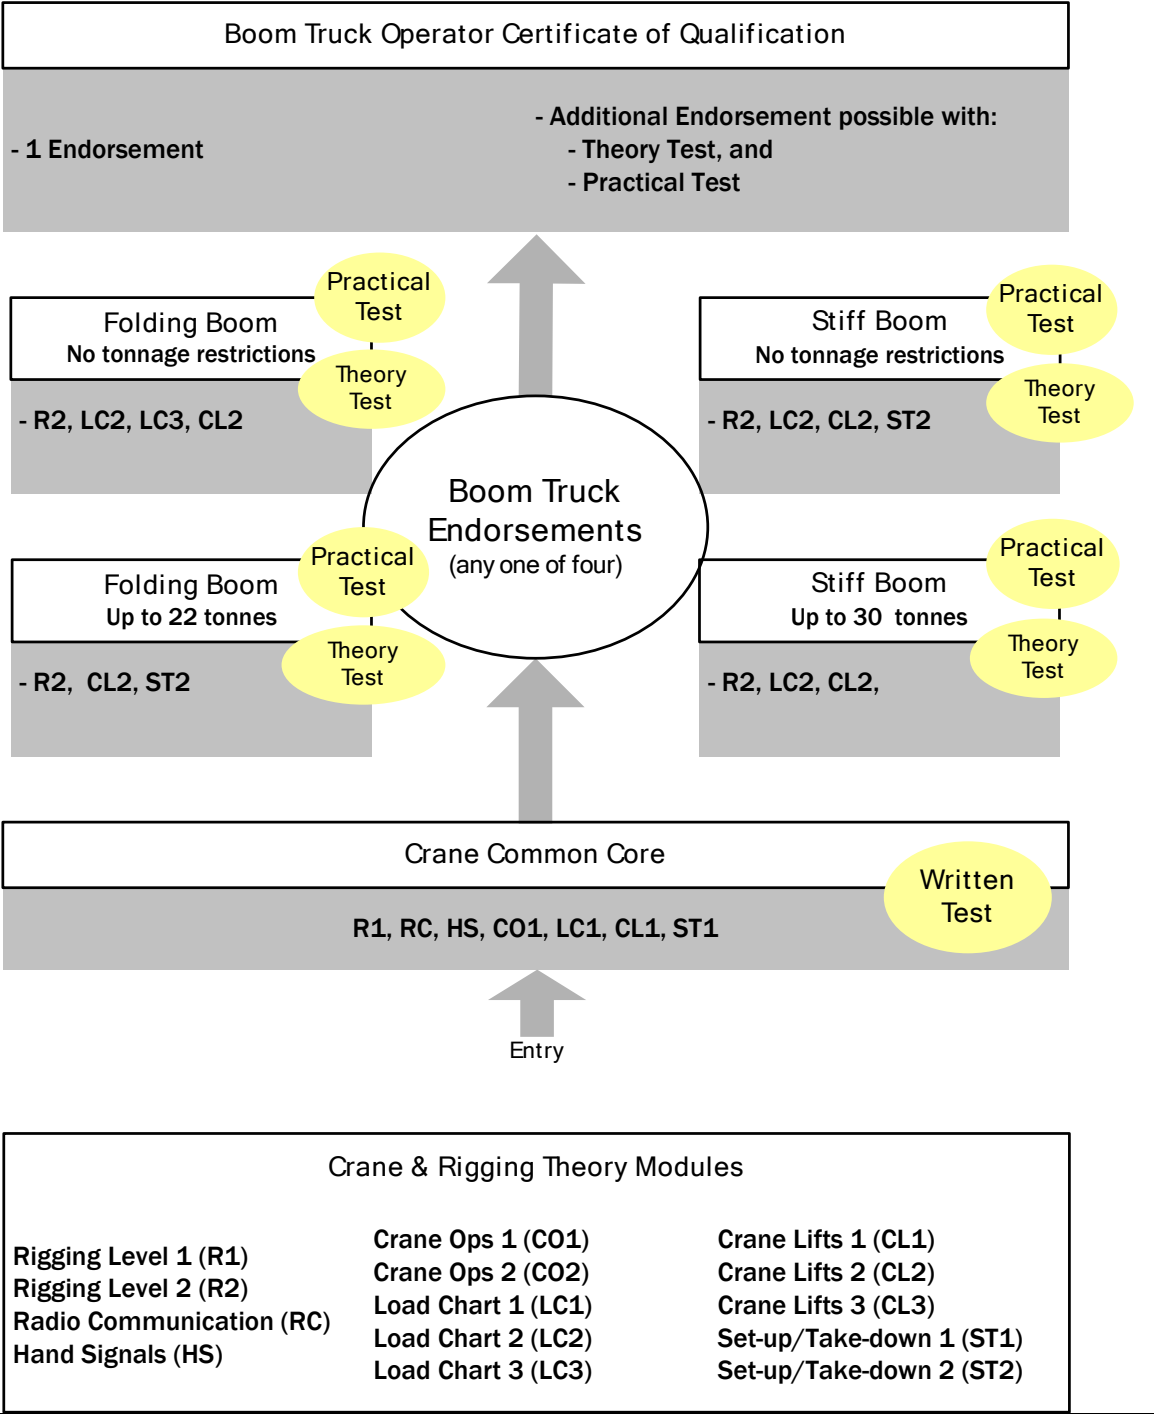 Boom Truck Operator Certificate of Qualification
- 1 Endorsement
- Additional Endorsement possible with:
- Theory Test, and
- Practical Test
Folding Boom
No tonnage restrictions
Practical
Test
Theory
Test
- R2, LC2, LC3, CL2
Stiff Boom
No tonnage restrictions
Practical
Test
Theory
Test
- R2, LC2, CL2, ST2
Boom Truck
Endorsements
(any one of four)
Folding Boom
Up to 22 tonnes
Practical
Test
Theory
Test
- R2, CL2, ST2
Stiff Boom
Up to 30 tonnes
Practical
Test
Theory
Test
- R2, LC2, CL2,
Crane Common Core
Written
Test
R1, RC, HS, CO1, LC1, CL1, ST1
Entry
Crane & Rigging Theory Modules
Rigging Level 1 (R1)
Rigging Level 2 (R2)
Radio Communication (RC)
Hand Signals (HS)
Crane Ops 1 (CO1)
Crane Ops 2 (CO2)
Load Chart 1 (LC1)
Load Chart 2 (LC2)
Load Chart 3 (LC3)
Crane Lifts 1 (CL1)
Crane Lifts 2 (CL2)
Crane Lifts 3 (CL3)
Set-up/Take-down 1 (ST1)
Set-up/Take-down 2 (ST2)